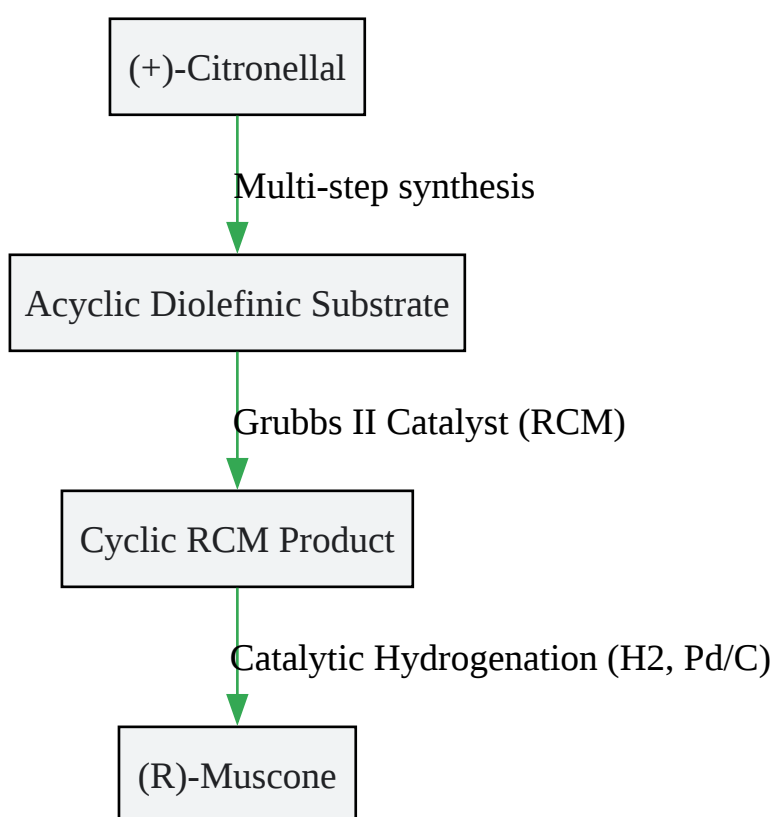 (+)-Citronellal
Multi-step synthesis
Acyclic Diolefinic Substrate
Grubbs II Catalyst (RCM)
Cyclic RCM Product
Catalytic Hydrogenation (H2, Pd/C)
(R)-Muscone